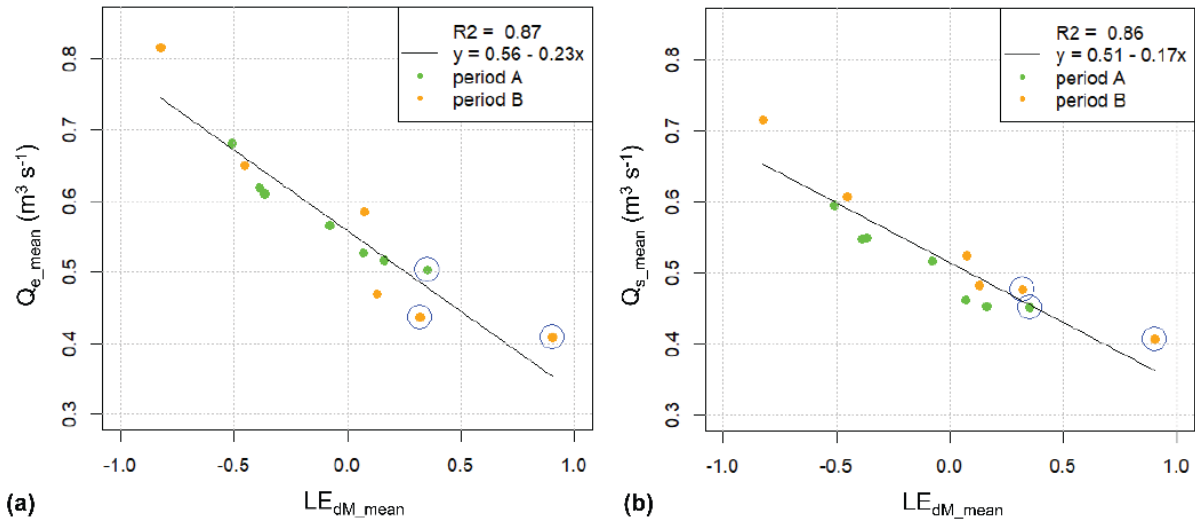 R2 = 0.87
y = 0.56 - 0.23x
period A
period B
0.8
0.7
0.6
0.5
0.4
0.3
Qe_mean (m³ s⁻¹)
-1.0 -0.5 0.0 0.5 1.0
(a) LEdM_mean
R2 = 0.86
y = 0.51 - 0.17x
period A
period B
0.8
0.7
0.6
0.5
0.4
0.3
Qs_mean (m³ s⁻¹)
-1.0 -0.5 0.0 0.5 1.0
(b) LEdM_mean